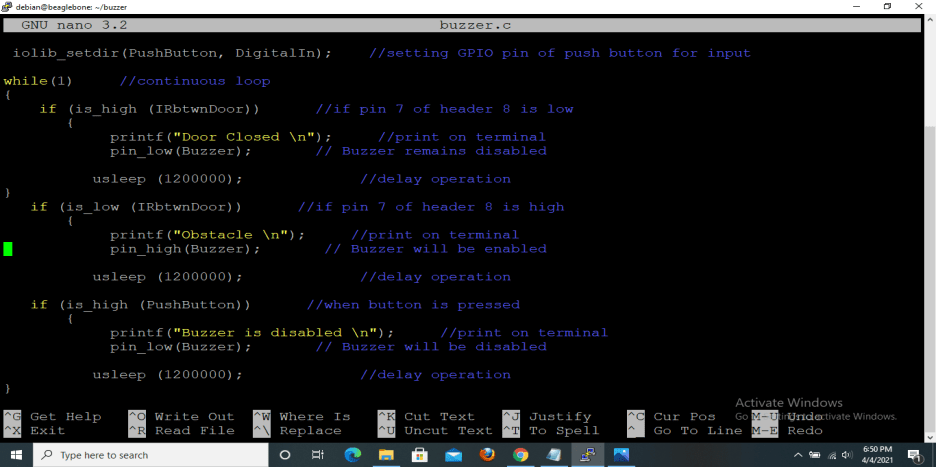 debian@beaglebone: ~/buzzer
GNU nano 3.2 buzzer.c
iolib_setdir(PushButton, DigitalIn); //setting GPIO pin of push button for input
while(1) //continuous loop
{
if (is_high (IRbtwnDoor)) //if pin 7 of header 8 is low
{
printf("Door Closed \n"); //print on terminal
pin_low(Buzzer); // Buzzer remains disabled
usleep (1200000); //delay operation
}
if (is_low (IRbtwnDoor)) //if pin 7 of header 8 is high
{
printf("Obstacle \n"); //print on terminal
pin_high(Buzzer); // Buzzer will be enabled
usleep (1200000); //delay operation
if (is_high (PushButton)) //when button is pressed
{
printf("Buzzer is disabled \n"); //print on terminal
pin_low(Buzzer); // Buzzer will be disabled
usleep (1200000); //delay operation
}
Activate Windows
^G Get Help ^O Write Out ^W Where Is ^K Cut Text ^J Justify ^C Cur Pos M-U Undo
^X Exit ^R Read File ^\ Replace ^U Uncut Text ^T To Spell ^_ Go To Line M-E Redo
Type here to search
6:50 PM
4/4/2021